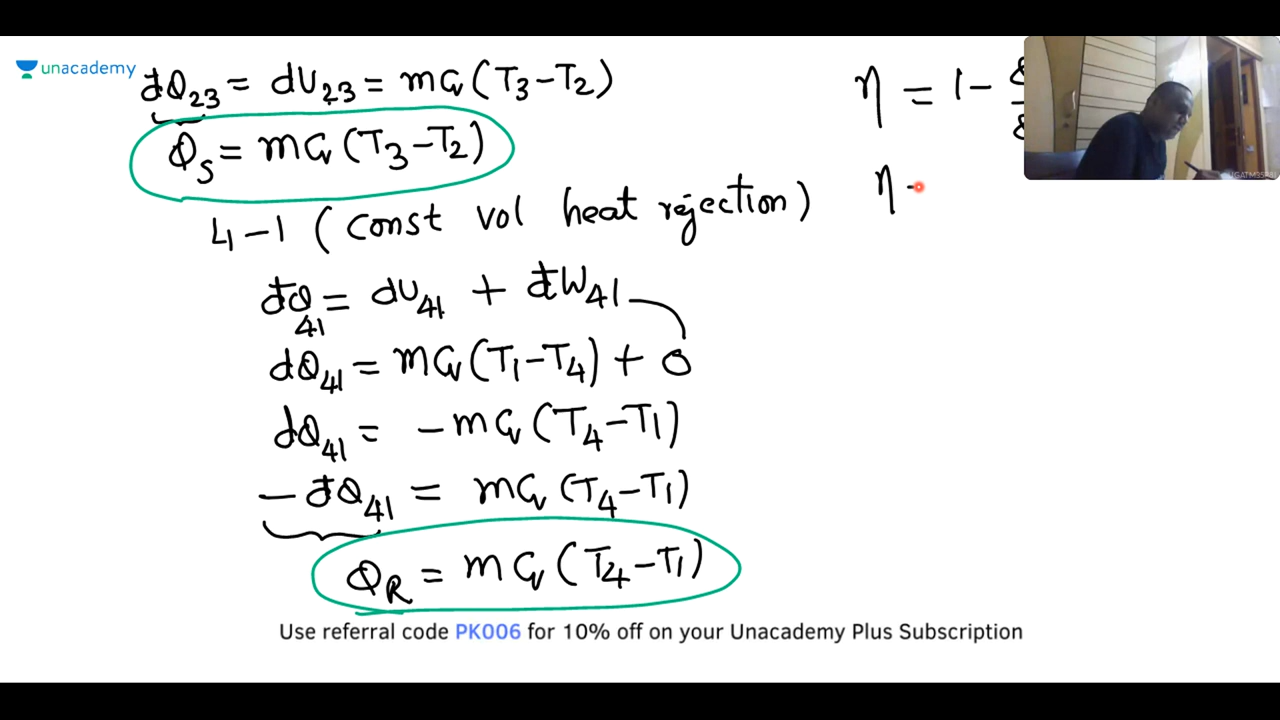 unacademy
đQ₂₃ = dU₂₃ = mCv (T₃-T₂)
Qs = mCv (T₃-T₂)
4-1 (const vol heat rejection)
đQ₄₁ = dU₄₁ + đW₄₁
dQ₄₁ = mCv (T₁-T₄) + 0
dQ₄₁ = -mCv (T₄-T₁)
-đQ₄₁ = mCv (T₄-T₁)
QR = mCv (T₄-T₁)
η = 1-
η -
Use referral code PK006 for 10% off on your Unacademy Plus Subscription